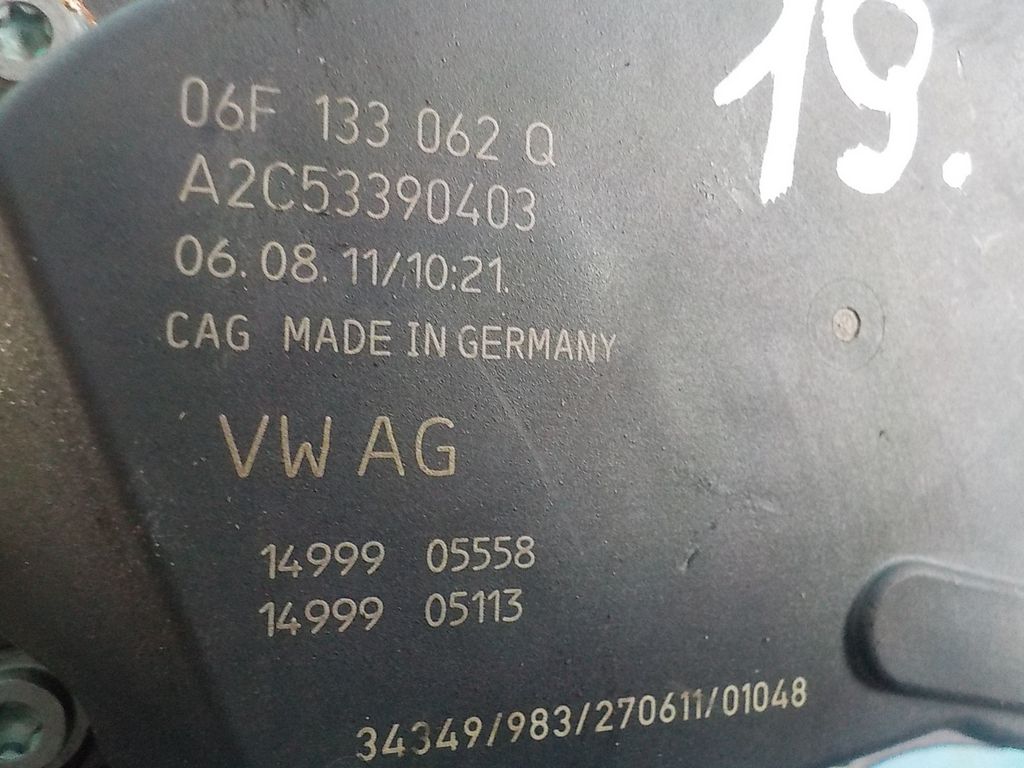 19.
06F 133 062 Q
A2C53390403
06.08.11/10:21.
CAG MADE IN GERMANY
VW AG
14999 05558
14999 05113
34349/983/270611/01048